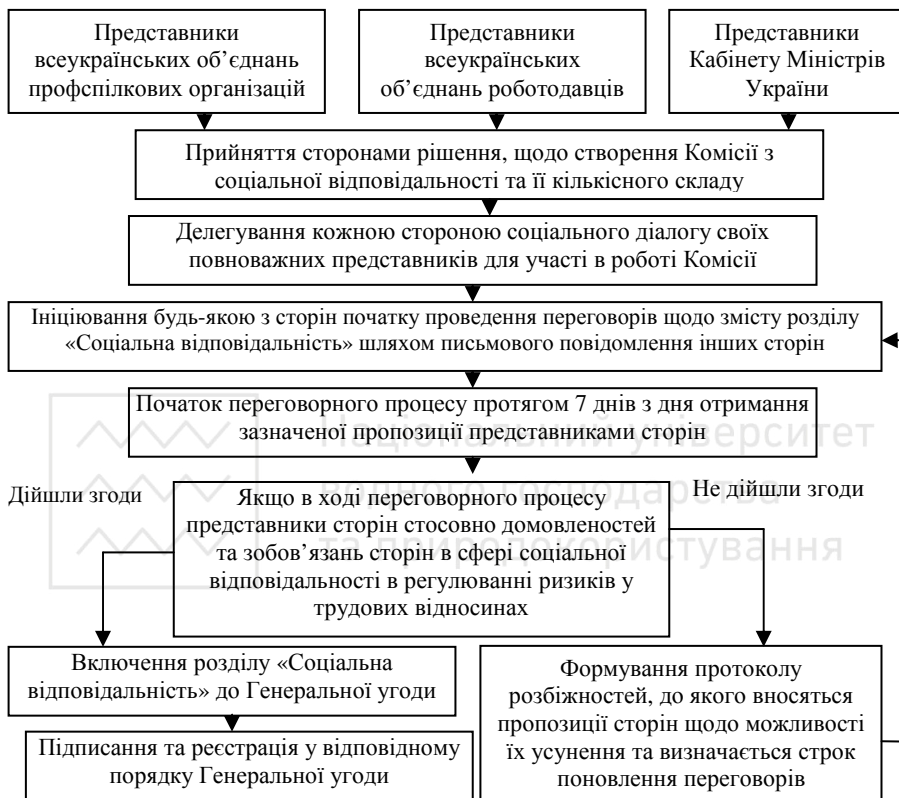 Представники
всеукраїнських об’єднань
профспілкових організацій
Представники
всеукраїнських
об’єднань роботодавців
Представники
Кабінету Міністрів
України
Прийняття сторонами рішення, щодо створення Комісії з
соціальної відповідальності та її кількісного складу
Делегування кожною стороною соціального діалогу своїх
повноважних представників для участі в роботі Комісії
Ініціювання будь-якою з сторін початку проведення переговорів щодо змісту розділу
«Соціальна відповідальність» шляхом письмового повідомлення інших сторін
Початок переговорного процесу протягом 7 днів з дня отримання
зазначеної пропозиції представниками сторін
Національний університет
водного господарства
та природокористування
Дійшли згоди
Якщо в ході переговорного процесу
представники сторін стосовно домовленостей
та зобов’язань сторін в сфері соціальної
відповідальності в регулюванні ризиків у
трудових відносинах
Не дійшли згоди
Включення розділу «Соціальна
відповідальність» до Генеральної угоди
Підписання та реєстрація у відповідному
порядку Генеральної угоди
Формування протоколу
розбіжностей, до якого вносяться
пропозиції сторін щодо можливості
їх усунення та визначається строк
поновлення переговорів